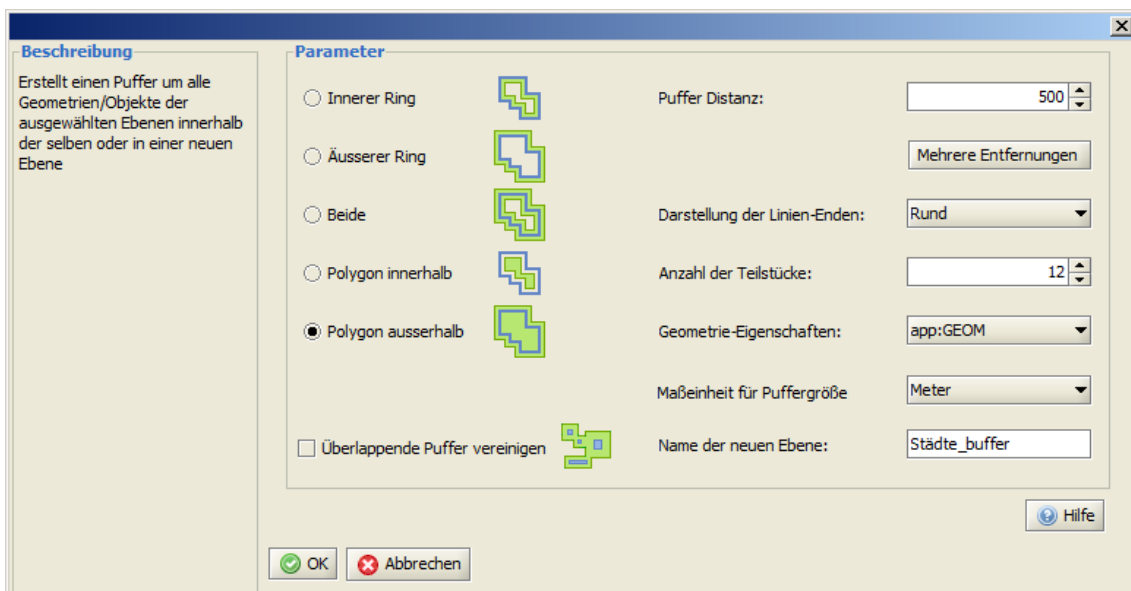 Beschreibung
Erstellt einen Puffer um alle
Geometrien/Objekte der
ausgewählten Ebenen innerhalb
der selben oder in einer neuen
Ebene
Parameter
Innerer Ring
Puffer Distanz:
500
Äusserer Ring
Mehrere Entfernungen
Beide
Darstellung der Linien-Enden:
Rund
Polygon innerhalb
Anzahl der Teilstücke:
12
Polygon ausserhalb
Geometrie-Eigenschaften:
app:GEOM
Maßeinheit für Puffergröße
Meter
Überlappende Puffer vereinigen
Name der neuen Ebene:
Städte_buffer
Hilfe
OK
Abbrechen